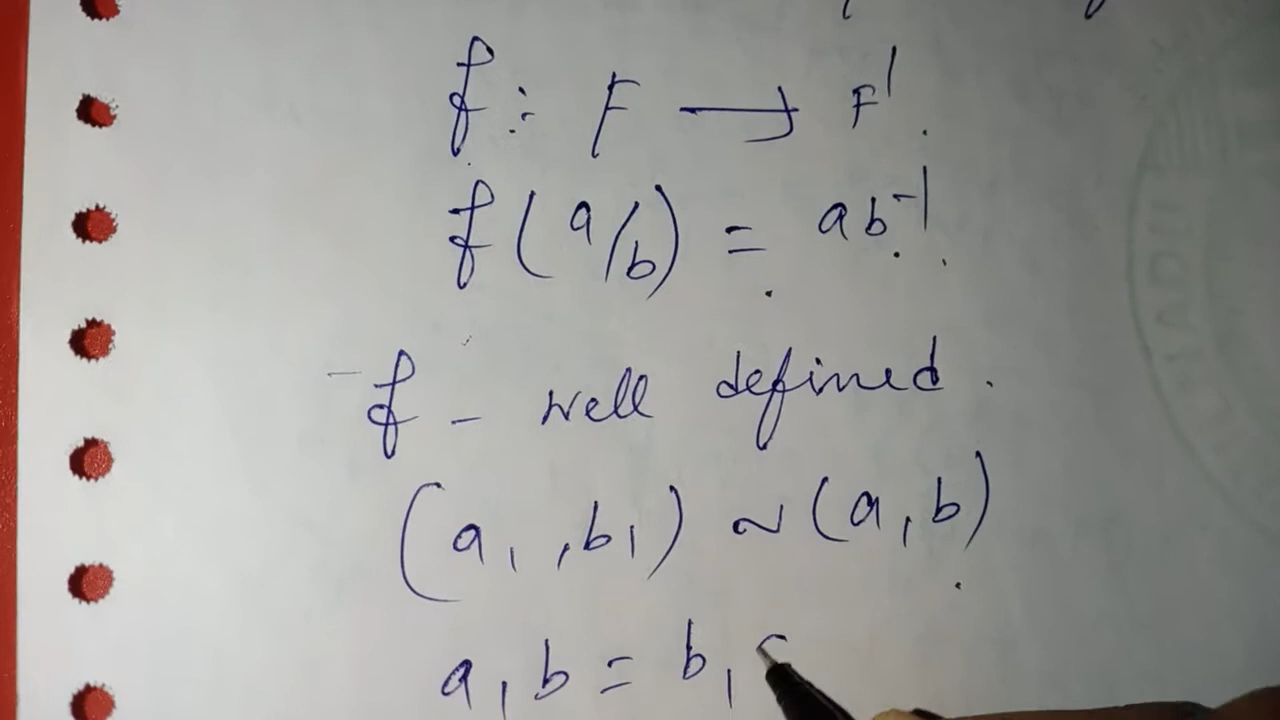 f : F → F'.
f(a/b) = ab⁻¹.
- f - well defined.
(a₁, b₁) ~ (a, b)
a₁b = b₁